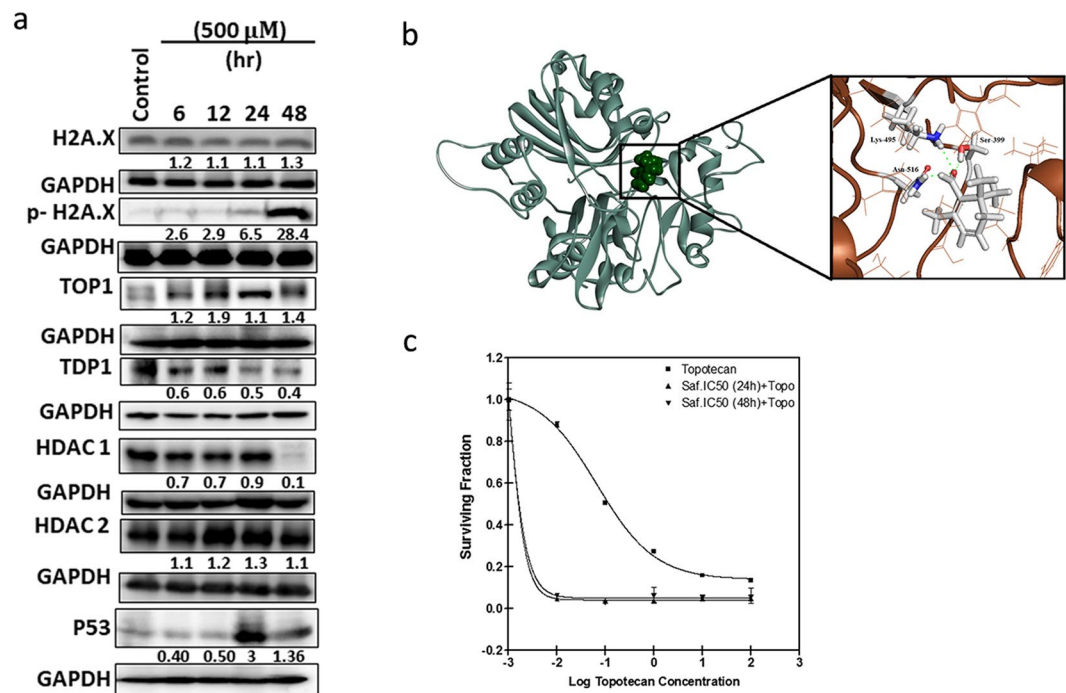 a
(500 µM)
(hr)
Control
6 12 24 48
H2A.X
1.2 1.1 1.1 1.3
GAPDH
p- H2A.X
2.6 2.9 6.5 28.4
GAPDH
TOP1
1.2 1.9 1.1 1.4
GAPDH
TDP1
0.6 0.6 0.5 0.4
GAPDH
HDAC 1
0.7 0.7 0.9 0.1
GAPDH
HDAC 2
1.1 1.2 1.3 1.1
GAPDH
P53
0.40 0.50 3 1.36
GAPDH
b
Lys-495
Ser-399
Asn-516
c
Topotecan
Saf.IC50 (24h)+Topo
Saf.IC50 (48h)+Topo
Surviving Fraction
1.2
1.0
0.8
0.6
0.4
0.2
0.0
-0.2
-3 -2 -1 0 1 2 3
Log Topotecan Concentration